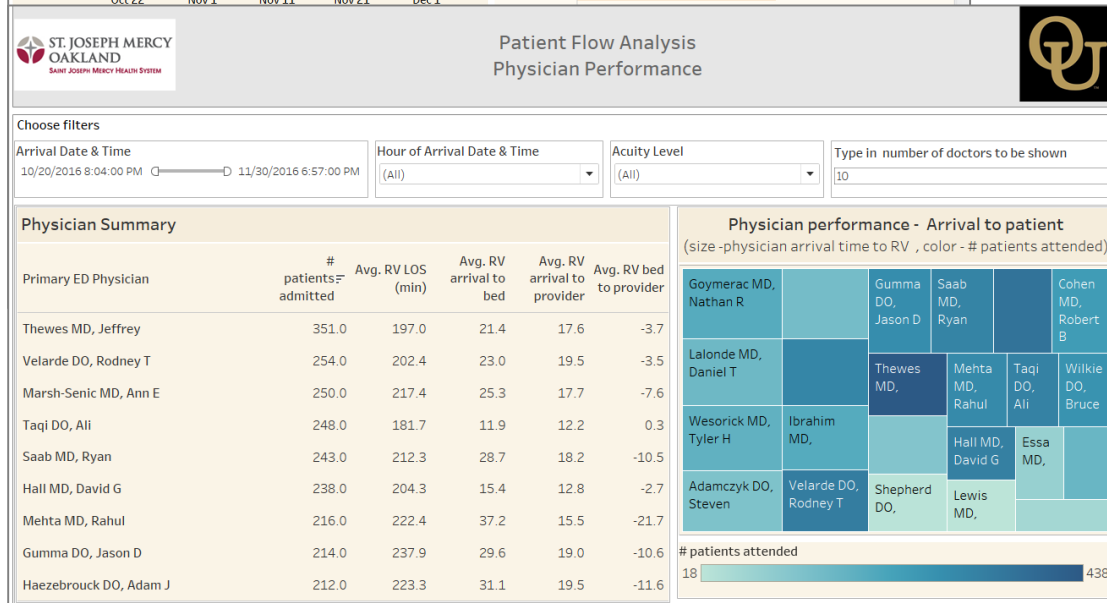 Oct 22 Nov 1 Nov 11 Nov 21 Dec 1
ST. JOSEPH MERCY
OAKLAND
SAINT JOSEPH MERCY HEALTH SYSTEM
Patient Flow Analysis
Physician Performance
OU
Choose filters
Arrival Date & Time
10/20/2016 8:04:00 PM 11/30/2016 6:57:00 PM
Hour of Arrival Date & Time
(All)
Acuity Level
(All)
Type in number of doctors to be shown
10
Physician Summary
Primary ED Physician # patients admitted Avg. RV LOS (min) Avg. RV arrival to bed Avg. RV arrival to provider Avg. RV bed to provider
Thewes MD, Jeffrey 351.0 197.0 21.4 17.6 -3.7
Velarde DO, Rodney T 254.0 202.4 23.0 19.5 -3.5
Marsh-Senic MD, Ann E 250.0 217.4 25.3 17.7 -7.6
Taqi DO, Ali 248.0 181.7 11.9 12.2 0.3
Saab MD, Ryan 243.0 212.3 28.7 18.2 -10.5
Hall MD, David G 238.0 204.3 15.4 12.8 -2.7
Mehta MD, Rahul 216.0 222.4 37.2 15.5 -21.7
Gumma DO, Jason D 214.0 237.9 29.6 19.0 -10.6
Haezebrouck DO, Adam J 212.0 223.3 31.1 19.5 -11.6
Physician performance - Arrival to patient
(size -physician arrival time to RV , color - # patients attended)
Goymerac MD,
Nathan R
Lalonde MD,
Daniel T
Wesorick MD,
Tyler H
Adamczyk DO,
Steven
Ibrahim
MD,
Velarde DO,
Rodney T
Gumma
DO,
Jason D
Saab
MD,
Ryan
Cohen
MD,
Robert
B
Thewes
MD,
Mehta
MD,
Rahul
Taqi
DO,
Ali
Wilkie
DO,
Bruce
Hall MD,
David G
Essa
MD,
Shepherd
DO,
Lewis
MD,
# patients attended
18 438